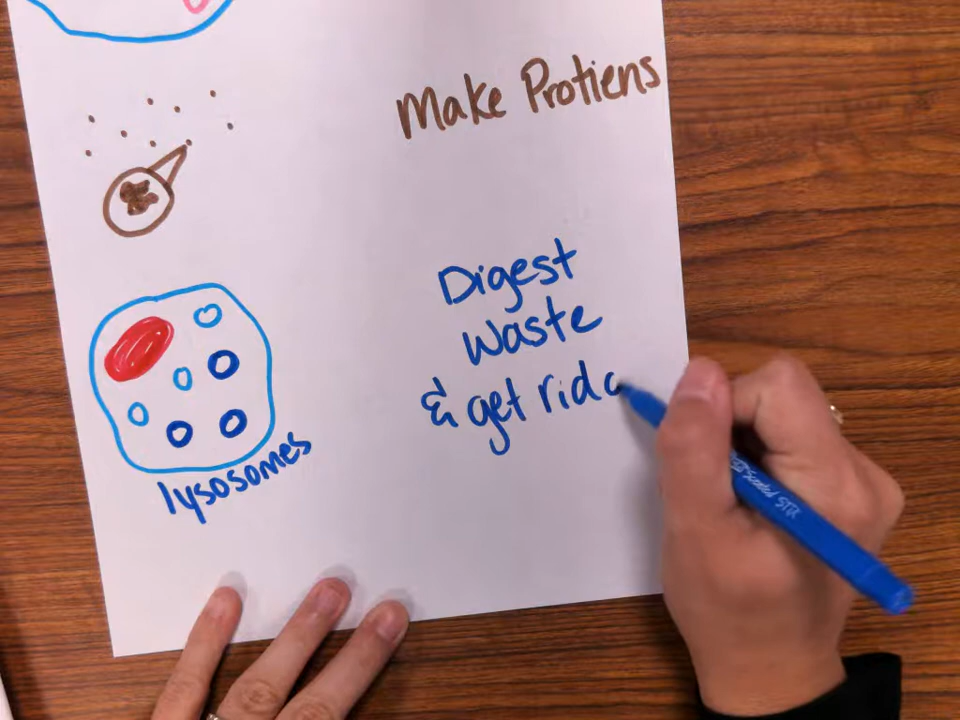 Make Protiens
Digest
Waste
& get rid o
lysosomes